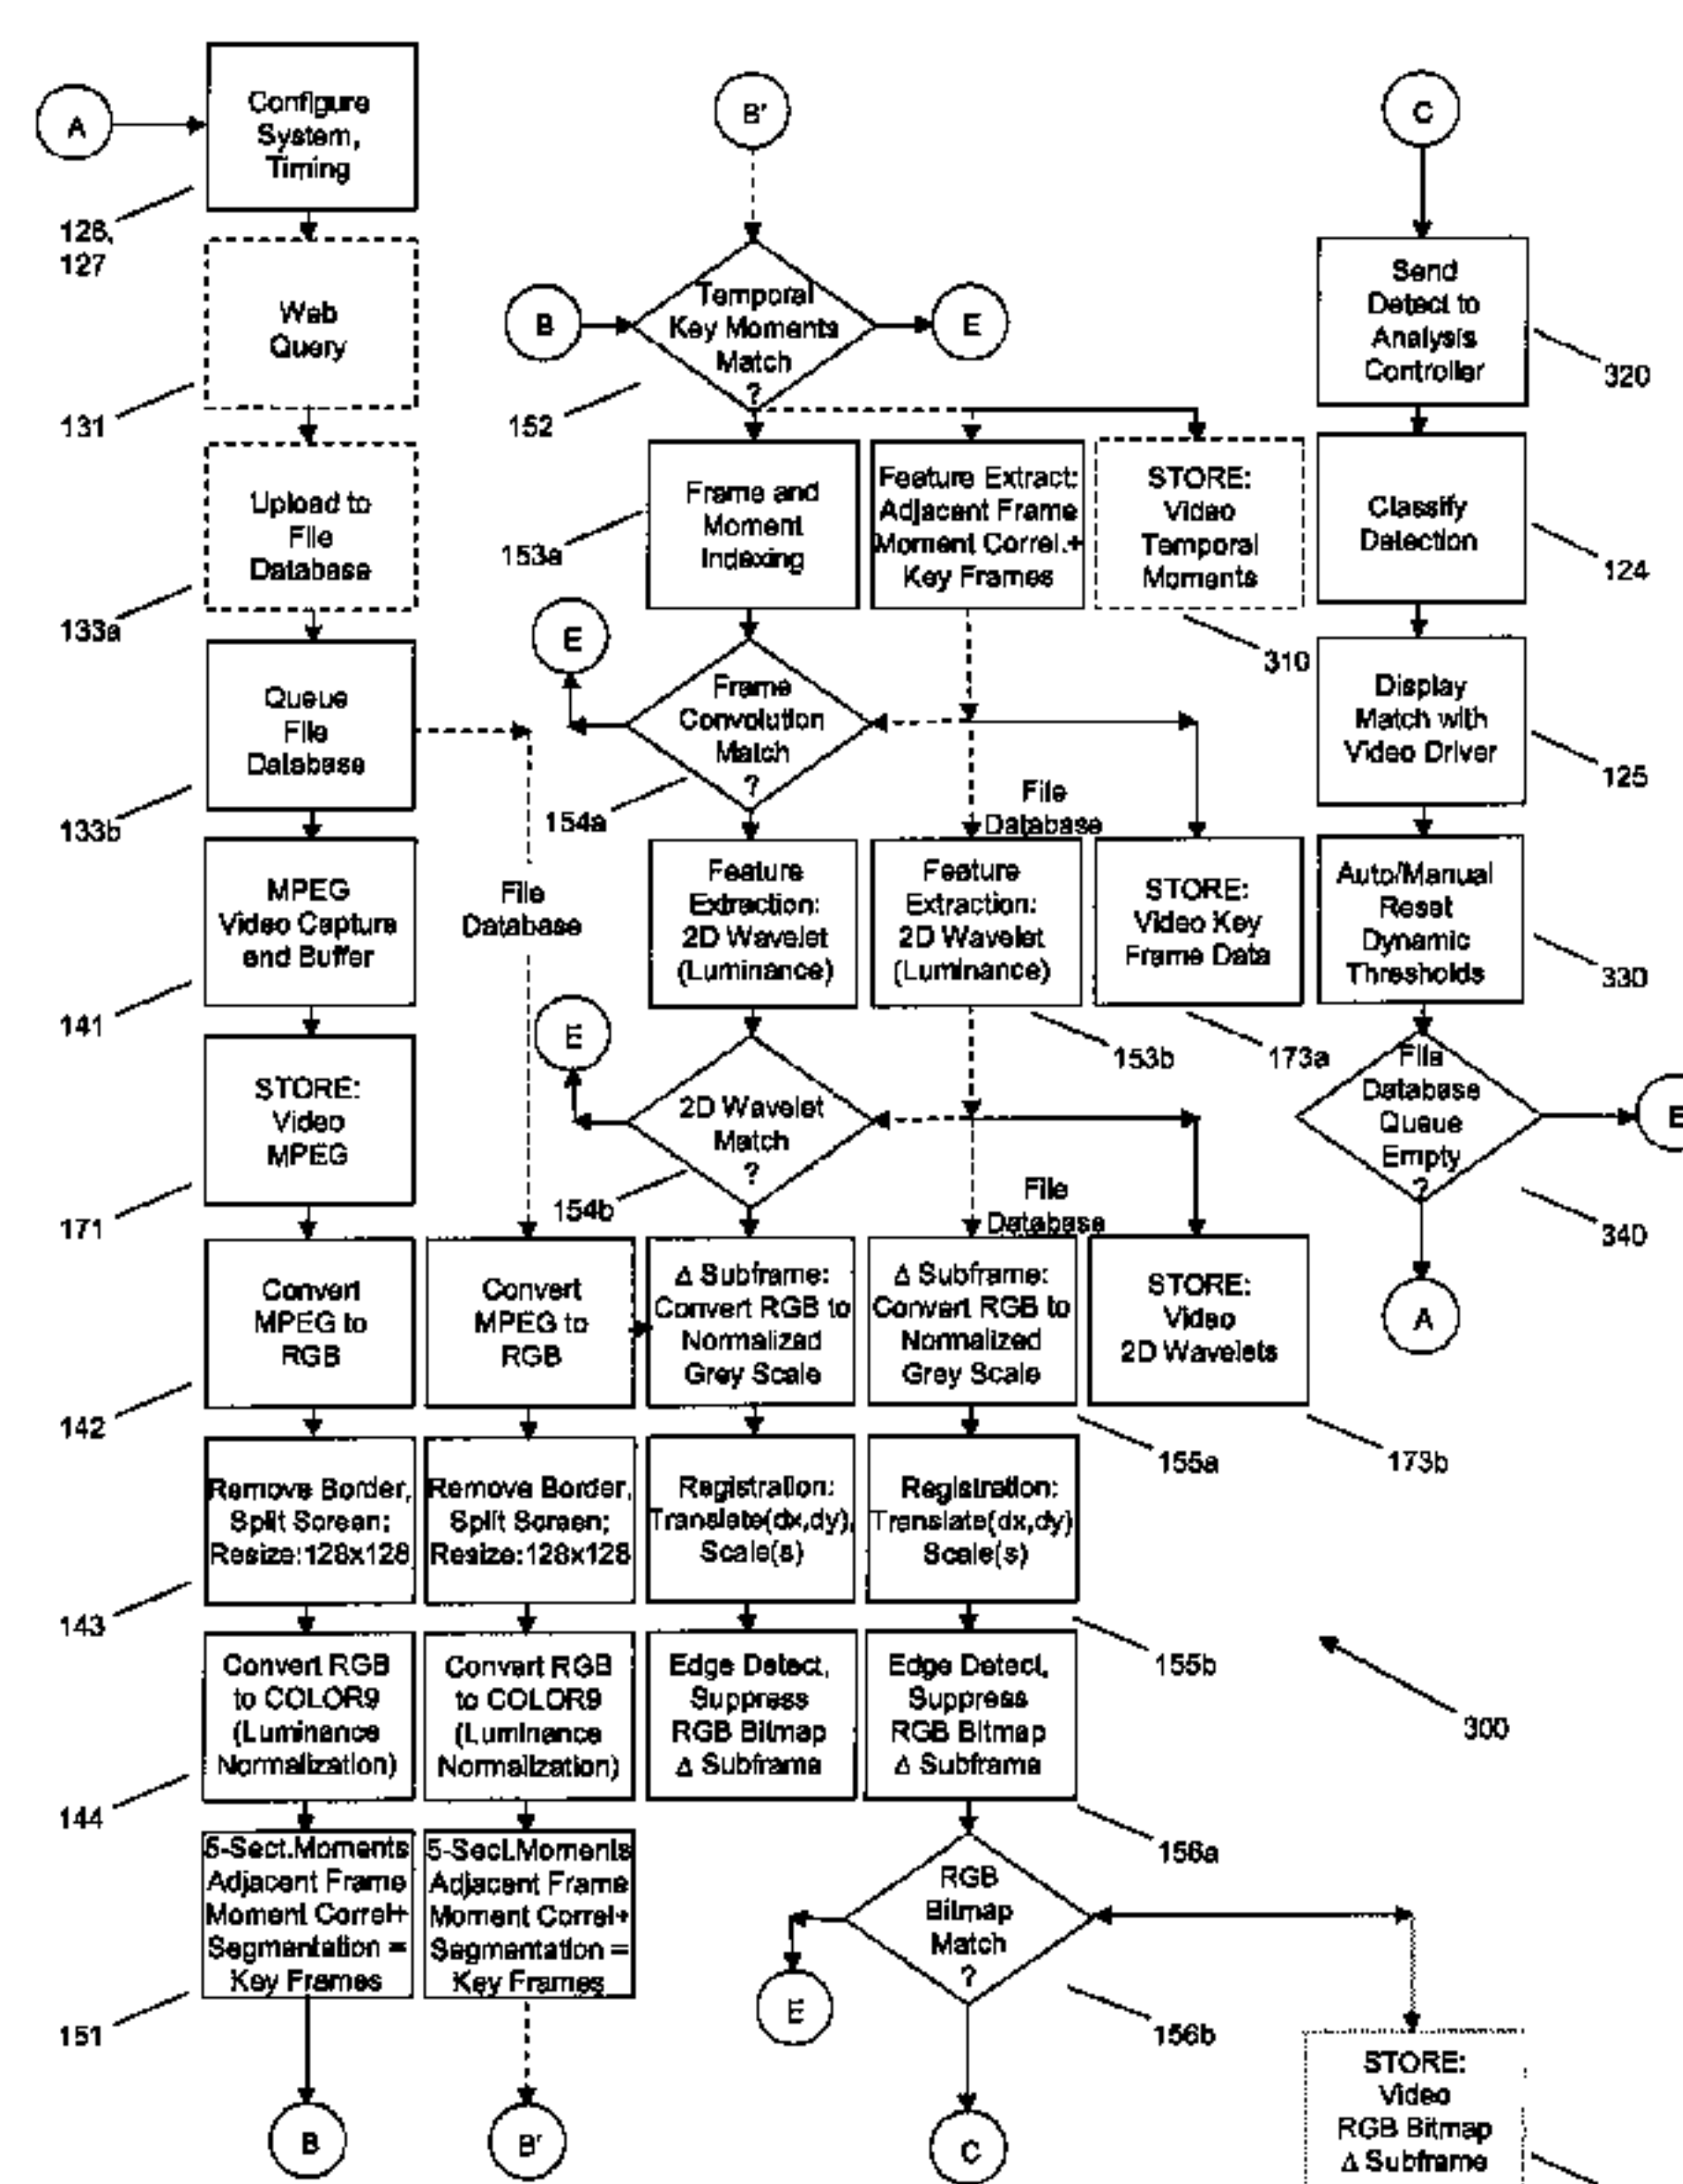 A
Configure
System,
Timing
126,
127
Web
Query
131
Upload to
File
Database
133a
Queue
File
Database
133b
MPEG
Video Capture
and Buffer
141
STORE:
Video
MPEG
171
Convert
MPEG to
RGB
142
Remove Border,
Split Screen;
Resize:128x128
143
Convert RGB
to COLOR9
(Luminance
Normalization)
144
5-Sect.Moments
Adjacent Frame
Moment Correl+
Segmentation =
Key Frames
151
B
File
Database
Convert
MPEG to
RGB
Remove Border,
Split Screen;
Resize:128x128
Convert RGB
to COLOR9
(Luminance
Normalization)
5-Sect.Moments
Adjacent Frame
Moment Correl+
Segmentation =
Key Frames
B'
B'
B
Temporal
Key Moments
Match
?
E
152
Frame and
Moment
Indexing
153a
E
Frame
Convolution
Match
?
154a
Feature
Extraction:
2D Wavelet
(Luminance)
E
2D Wavelet
Match
?
154b
Δ Subframe:
Convert RGB to
Normalized
Grey Scale
Registration:
Translate(dx,dy),
Scale(s)
Edge Detect,
Suppress
RGB Bitmap
Δ Subframe
Feature Extract:
Adjacent Frame
Moment Correl.+
Key Frames
File
Database
Feature
Extraction:
2D Wavelet
(Luminance)
153b
File
Database
Δ Subframe:
Convert RGB to
Normalized
Grey Scale
155a
Registration:
Translate(dx,dy)
Scale(s)
155b
Edge Detect,
Suppress
RGB Bitmap
Δ Subframe
156a
RGB
Bitmap
Match
?
E
156b
C
STORE:
Video
Temporal
Moments
310
STORE:
Video Key
Frame Data
173a
STORE:
Video
2D Wavelets
173b
C
Send
Detect to
Analysis
Controller
320
Classify
Detection
124
Display
Match with
Video Driver
125
Auto/Manual
Reset
Dynamic
Thresholds
330
File
Database
Queue
Empty
?
E
340
A
300
STORE:
Video
RGB Bitmap
Δ Subframe